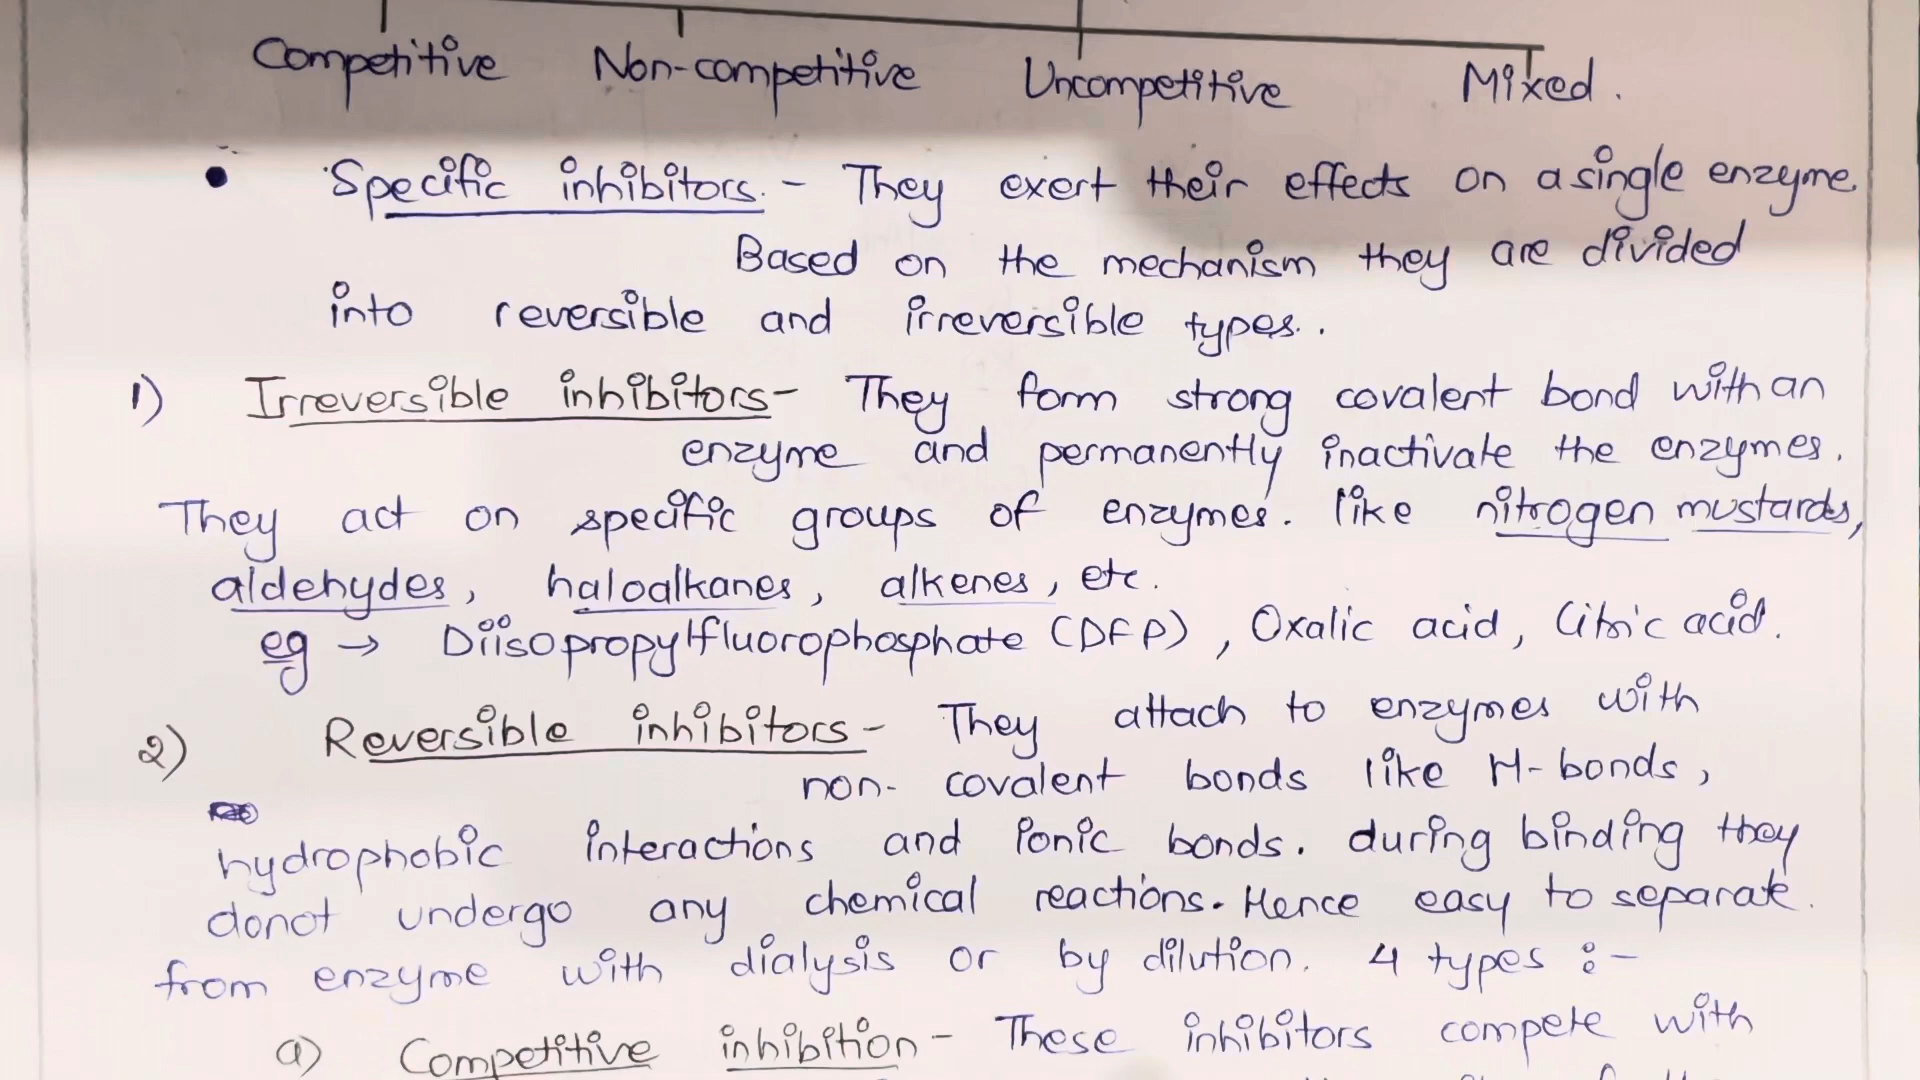 Competitive Non-competitive Uncompetitive Mixed.
• Specific inhibitors. - They exert their effects on a single enzyme.
Based on the mechanism they are divided
into reversible and irreversible types..
1) Irreversible inhibitors- They form strong covalent bond with an
enzyme and permanently inactivate the enzymes.
They act on specific groups of enzymes. like nitrogen mustards,
aldehydes, haloalkanes, alkenes, etc.
eg → Diisopropylfluorophosphate (DFP), Oxalic acid, Citric acid.
2) Reversible inhibitors- They attach to enzymes with
non-covalent bonds like H-bonds,
hydrophobic interactions and ionic bonds. during binding they
donot undergo any chemical reactions. Hence easy to separate.
from enzyme with dialysis or by dilution. 4 types :-
a) Competitive inhibition - These inhibitors compete with